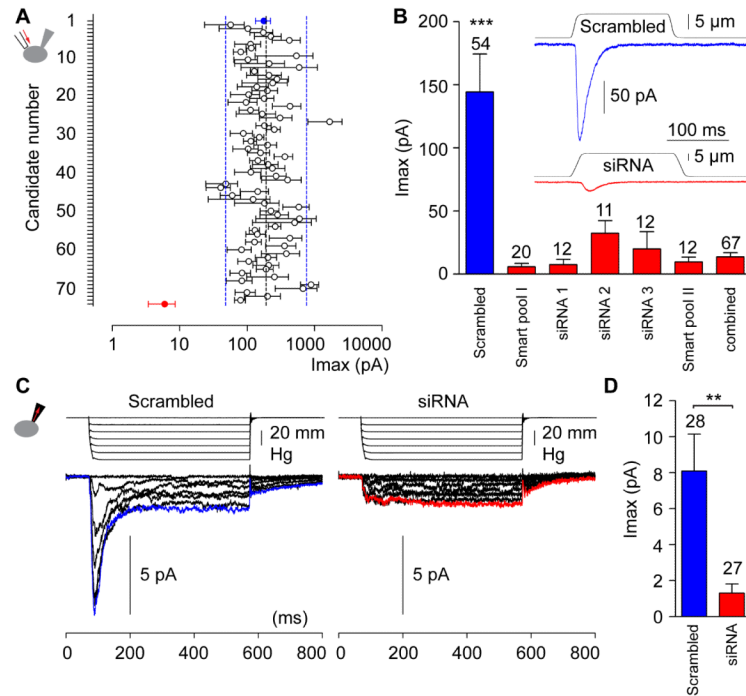 A
Candidate number
1
10
20
30
40
50
60
70
1 10 100 1000 10000
Imax (pA)
B
Imax (pA)
200
150
100
50
0
***
54
20
12
11
12
12
67
Scrambled
Smart pool I
siRNA 1
siRNA 2
siRNA 3
Smart pool II
combined
Scrambled
5 µm
50 pA
100 ms
5 µm
siRNA
C
Scrambled
20 mm
Hg
5 pA
(ms)
0 200 400 600 800
siRNA
20 mm
Hg
5 pA
0 200 400 600 800
D
Imax (pA)
12
10
8
6
4
2
0
**
28
27
Scrambled
siRNA